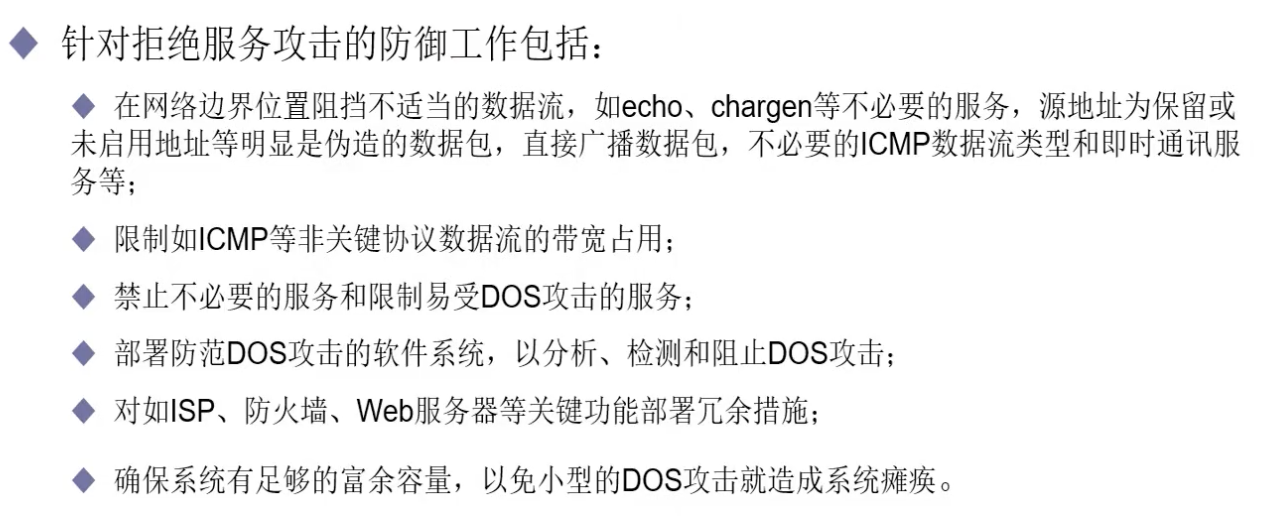 ◆ 针对拒绝服务攻击的防御工作包括：
◆ 在网络边界位置阻挡不适当的数据流，如echo、chargen等不必要的服务，源地址为保留或
未启用地址等明显是伪造的数据包，直接广播数据包，不必要的ICMP数据流类型和即时通讯服
务等；
◆ 限制如ICMP等非关键协议数据流的带宽占用；
◆ 禁止不必要的服务和限制易受DOS攻击的服务；
◆ 部署防范DOS攻击的软件系统，以分析、检测和阻止DOS攻击；
◆ 对如ISP、防火墙、Web服务器等关键功能部署冗余措施；
◆ 确保系统有足够的富余容量，以免小型的DOS攻击就造成系统瘫痪。